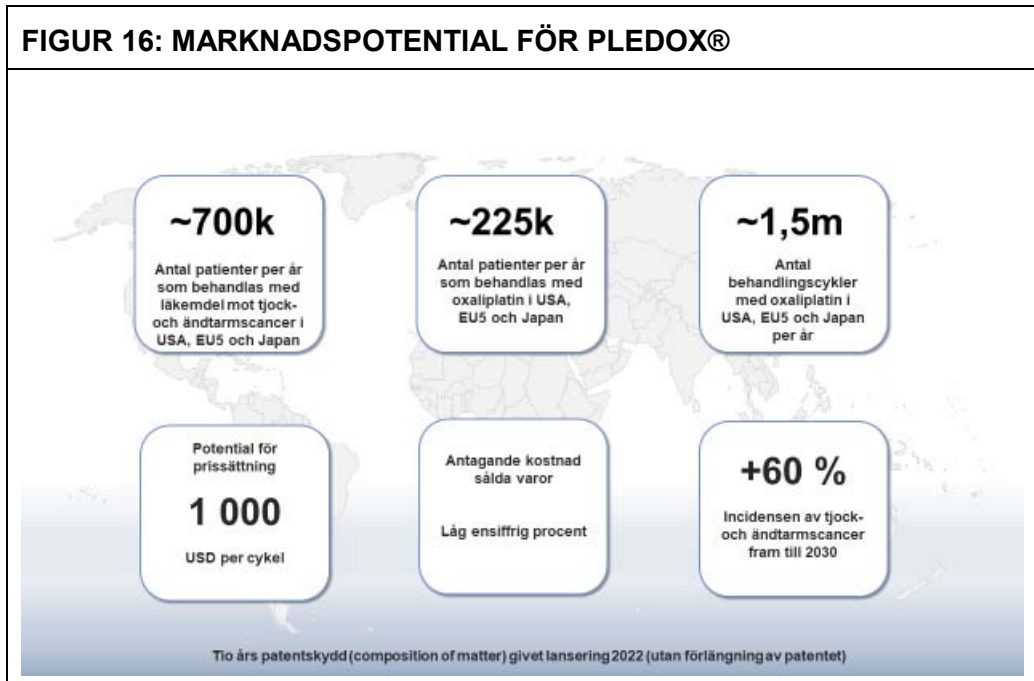 FIGUR 16: MARKNADSPOTENTIAL FÖR PLEDOX®
~700k
Antal patienter per år
som behandlas med
läkemdel mot tjock-
och ändtarmscancer i
USA, EU5 och Japan
~225k
Antal patienter per år
som behandlas med
oxaliplatin i USA,
EU5 och Japan
~1,5m
Antal
behandlingscykler
med oxaliplatin i
USA, EU5 och Japan
per år
Potential för
prissättning
1 000
USD per cykel
Antagande kostnad
sålda varor
Låg ensiffrig procent
+60 %
Incidensen av tjock-
och ändtarmscancer
fram till 2030
Tio års patentskydd (composition of matter) givet lansering 2022 (utan förlängning av patentet)